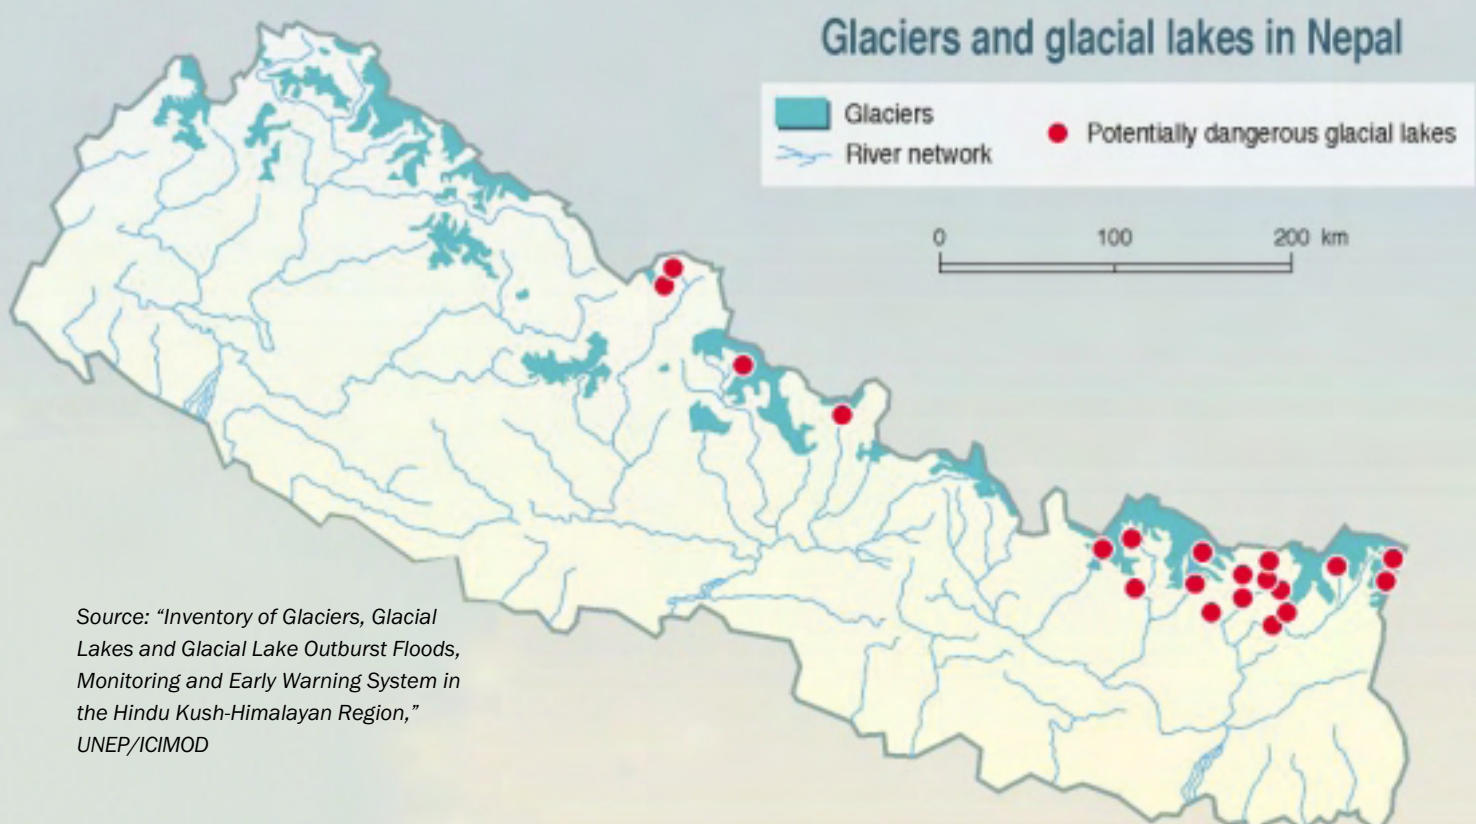 Glaciers and glacial lakes in Nepal
Glaciers
River network
Potentially dangerous glacial lakes
0 100 200 km
Source: “Inventory of Glaciers, Glacial
Lakes and Glacial Lake Outburst Floods,
Monitoring and Early Warning System in
the Hindu Kush-Himalayan Region,”
UNEP/ICIMOD